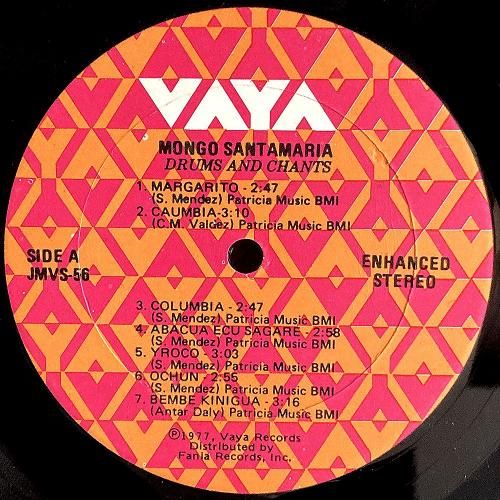 VAYA
MONGO SANTAMARIA
DRUMS AND CHANTS
1. MARGARITO - 2:47
(S. Mendez) Patricia Music BMI
2. CAUMBIA-3:10
(C.M. Valdez) Patricia Music BMI
SIDE A
JMVS-56
ENHANCED
STEREO
3. COLUMBIA - 2:47
(S. Mendez) Patricia Music BMI
4. ABACUA ECU SAGARE - 2:58
(S. Mendez) Patricia Music BMI
5. YROCO - 3:03
(S. Mendez) Patricia Music BMI
6. OCHUN - 2:55
(S. Mendez) Patricia Music BMI
7. BEMBE KINIGUA - 3:16
(Antar Daly) Patricia Music BMI
℗1977, Vaya Records
Distributed by
Fania Records, Inc.